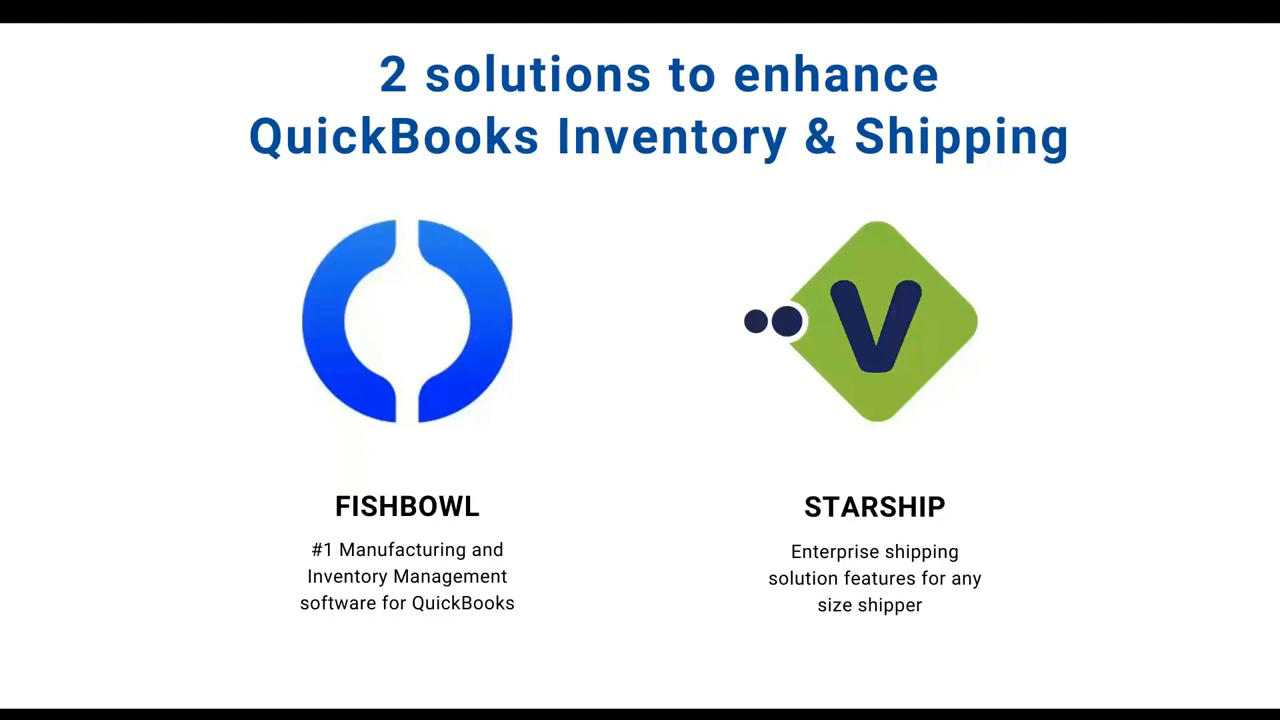 2 solutions to enhance
QuickBooks Inventory & Shipping
V
FISHBOWL
#1 Manufacturing and
Inventory Management
software for QuickBooks
STARSHIP
Enterprise shipping
solution features for any
size shipper